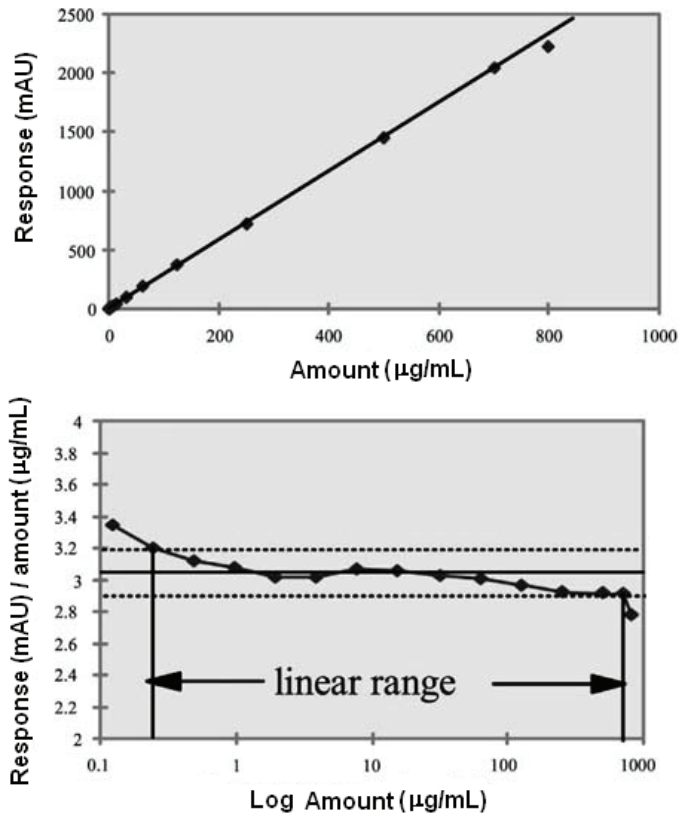 Response (mAU)
2500
2000
1500
1000
500
0
0 200 400 600 800 1000
Amount (µg/mL)
Response (mAU) / amount (µg/mL)
4
3.8
3.6
3.4
3.2
3
2.8
2.6
2.4
2.2
2
linear range
0.1 1 10 100 1000
Log Amount (µg/mL)